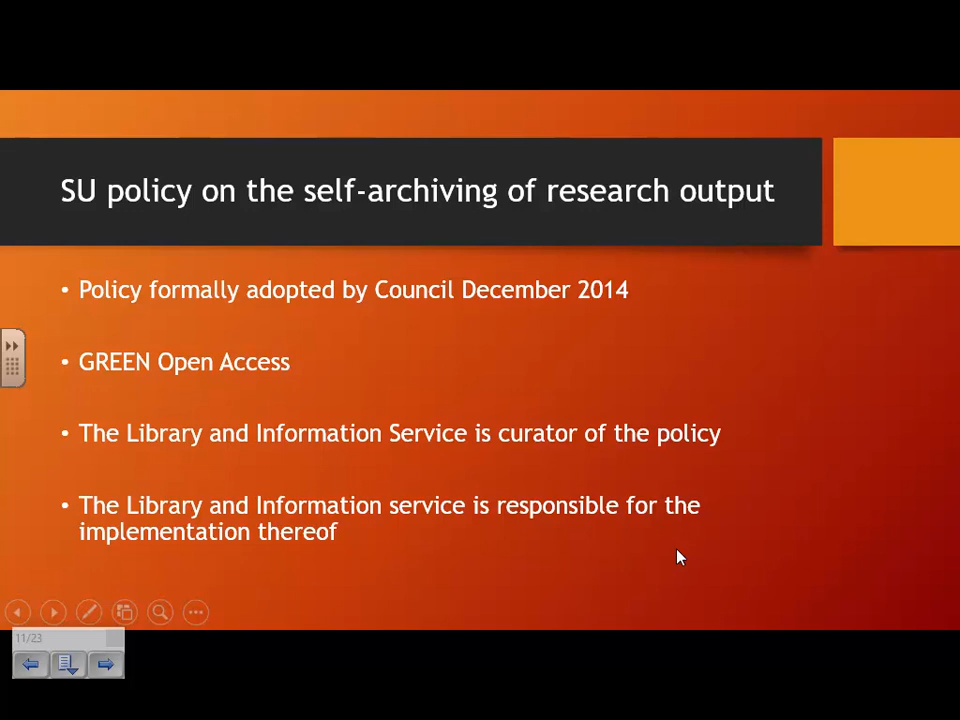 SU policy on the self-archiving of research output
• Policy formally adopted by Council December 2014
• GREEN Open Access
• The Library and Information Service is curator of the policy
• The Library and Information service is responsible for the
implementation thereof
11/23